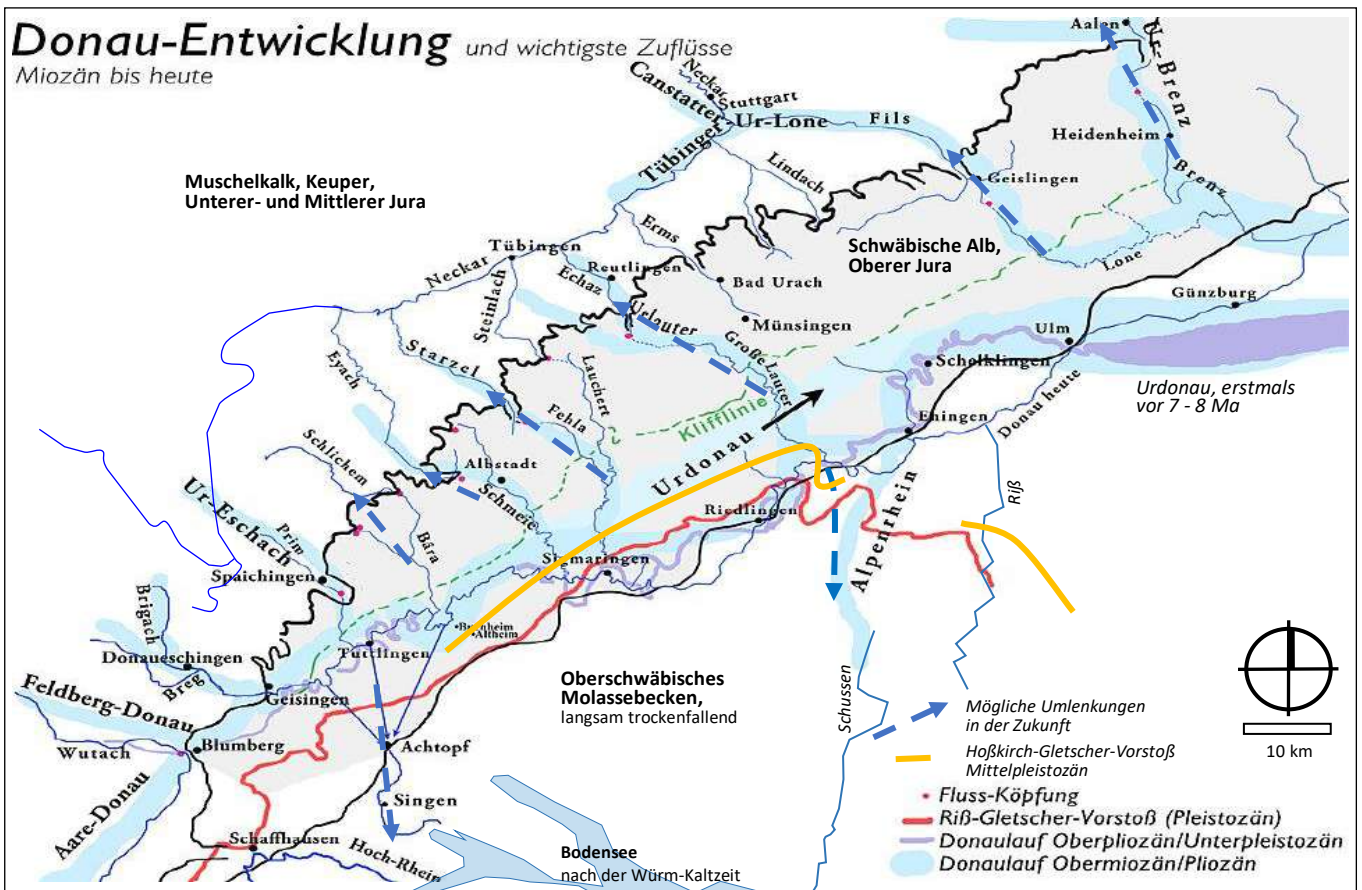 Donau-Entwicklung und wichtigste Zuflüsse
Miozän bis heute
Aalen
Ur-Brenz
Neckar
Stuttgart
Canstatter-Ur-Lone
Fils
Heidenheim
Tübinger
Lindach
Geislingen
Brenz
Muschelkalk, Keuper,
Unterer- und Mittlerer Jura
Erms
Tübingen
Neckar
Reutlingen
Echaz
Bad Urach
Schwäbische Alb,
Oberer Jura
Lone
Günzburg
Steinlach
Urlauter
Münsingen
Große Lauter
Ulm
Schelklingen
Eyach
Starzel
Lauchert
Urdonau, erstmals
vor 7 - 8 Ma
Fehla
Klifflinie
Ehingen
Donau heute
Schlichem
Albstadt
Schmeie
Urdonau
Riedlingen
Alpenrhein
Riß
Ur-Eschach
Prim
Bära
Sigmaringen
Spaichingen
Brigach
Altheim
Donaueschingen
Tuttlingen
Breg
Geisingen
Oberschwäbisches
Molassebecken,
langsam trockenfallend
Feldberg-Donau
Schussen
Mögliche Umlenkungen
in der Zukunft
10 km
Wutach
Blumberg
Achtopf
Hoßkirch-Gletscher-Vorstoß
Mittelpleistozän
Singen
Fluss-Köpfung
Riß-Gletscher-Vorstoß (Pleistozän)
Aare-Donau
Schaffhausen
Hoch-Rhein
Donaulauf Oberpliozän/Unterpleistozän
Bodensee
nach der Würm-Kaltzeit
Donaulauf Obermiozän/Pliozän